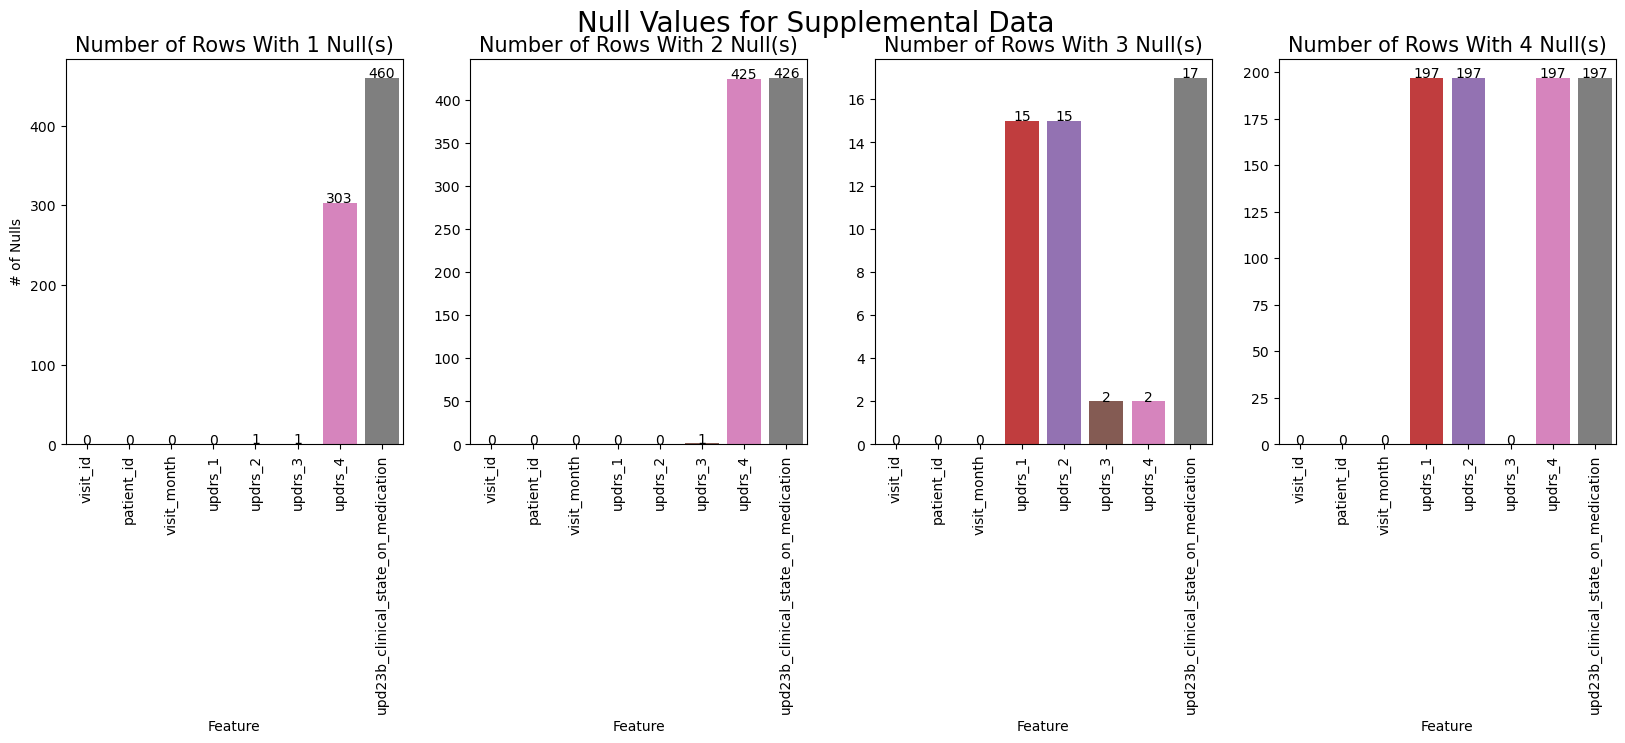 Null Values for Supplemental Data
Number of Rows With 1 Null(s)
# of Nulls
400
300
200
100
0
0
0
0
0
1
1
303
460
visit_id
patient_id
visit_month
updrs_1
updrs_2
updrs_3
updrs_4
upd23b_clinical_state_on_medication
Feature
Number of Rows With 2 Null(s)
400
350
300
250
200
150
100
50
0
0
0
0
0
0
1
425
426
visit_id
patient_id
visit_month
updrs_1
updrs_2
updrs_3
updrs_4
upd23b_clinical_state_on_medication
Feature
Number of Rows With 3 Null(s)
16
14
12
10
8
6
4
2
0
0
0
0
15
15
2
2
17
visit_id
patient_id
visit_month
updrs_1
updrs_2
updrs_3
updrs_4
upd23b_clinical_state_on_medication
Feature
Number of Rows With 4 Null(s)
200
175
150
125
100
75
50
25
0
0
0
0
197
197
0
197
197
visit_id
patient_id
visit_month
updrs_1
updrs_2
updrs_3
updrs_4
upd23b_clinical_state_on_medication
Feature